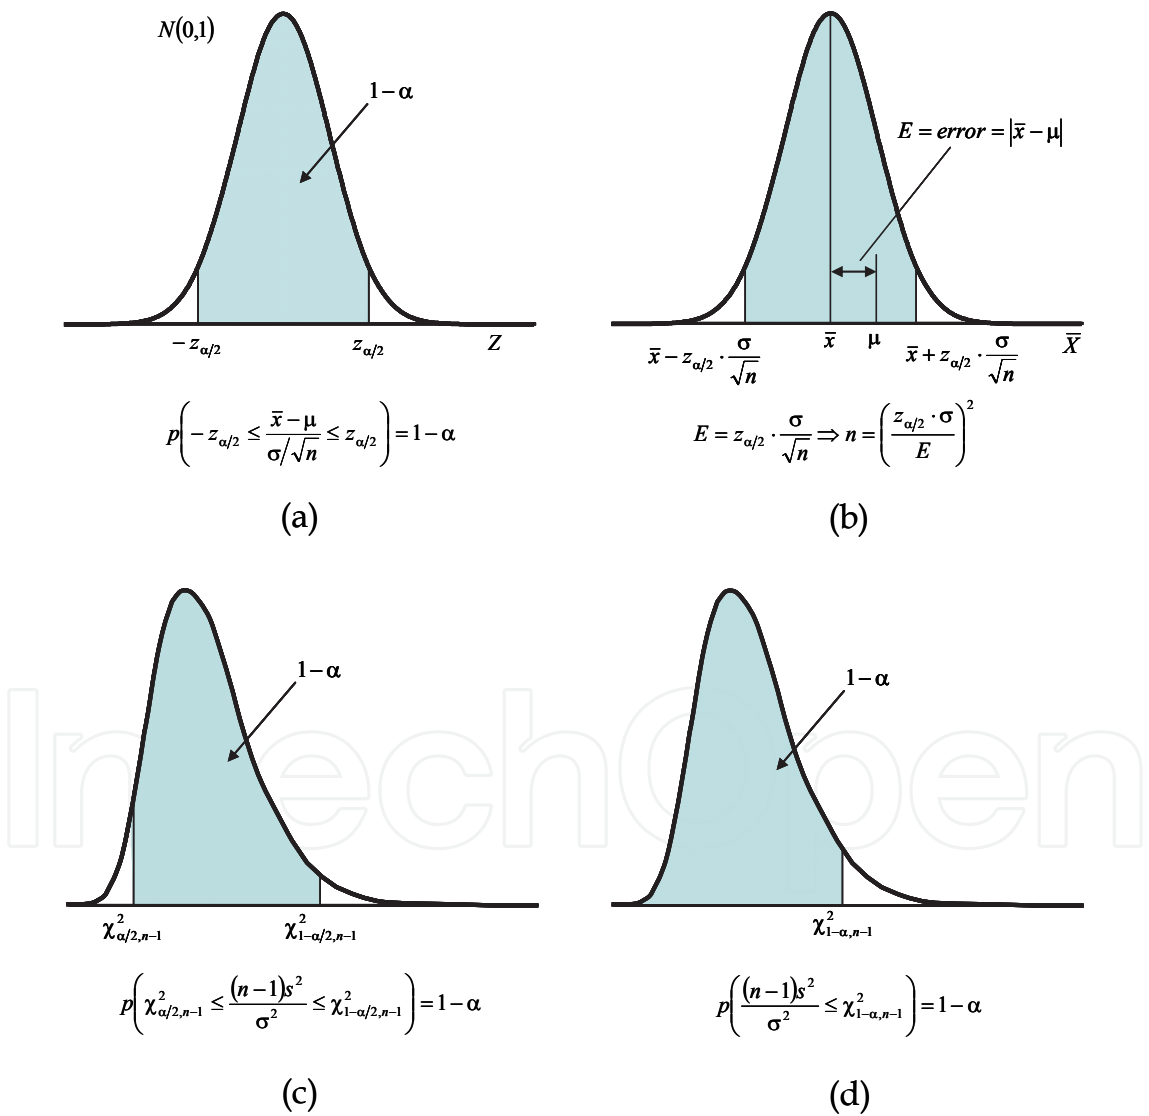 N(0,1)
1−α
−z_{α/2}
z_{α/2}
Z
p(−z_{α/2} ≤ (x̄−μ)/(σ/√n) ≤ z_{α/2}) = 1−α
(a)
E = error = |x̄−μ|
x̄−z_{α/2}·σ/√n
x̄
μ
x̄+z_{α/2}·σ/√n
X̄
E = z_{α/2}·σ/√n ⇒ n = ((z_{α/2}·σ)/E)²
(b)
1−α
χ²_{α/2,n−1}
χ²_{1−α/2,n−1}
p(χ²_{α/2,n−1} ≤ (n−1)s²/σ² ≤ χ²_{1−α/2,n−1}) = 1−α
(c)
1−α
χ²_{1−α,n−1}
p((n−1)s²/σ² ≤ χ²_{1−α,n−1}) = 1−α
(d)
IntechOpen